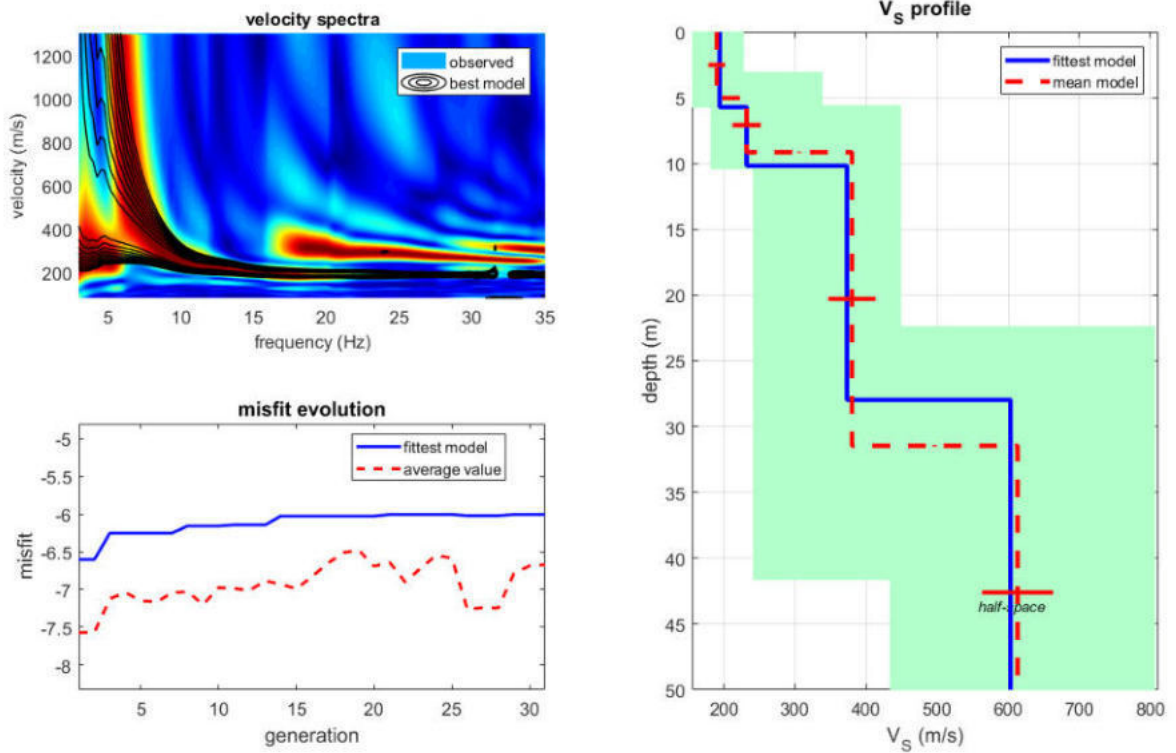 velocity spectra
1200
1000
800
600
400
200
velocity (m/s)
observed
best model
5 10 15 20 25 30 35
frequency (Hz)
misfit evolution
-5
-5.5
-6
-6.5
-7
-7.5
-8
misfit
fittest model
average value
5 10 15 20 25 30
generation
VS profile
0
5
10
15
20
25
30
35
40
45
50
depth (m)
fittest model
mean model
half-space
200 300 400 500 600 700 800
VS (m/s)